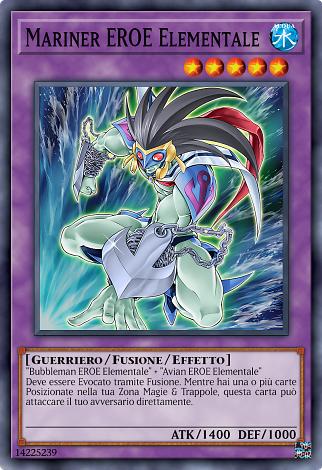 Mariner EROE Elementale
ACQUA
水
[Guerriero / Fusione / Effetto]
"Bubbleman EROE Elementale" + "Avian EROE Elementale"
Deve essere Evocato tramite Fusione. Mentre hai una o più carte
Posizionate nella tua Zona Magie & Trappole, questa carta può
attaccare il tuo avversario direttamente.
ATK/1400 DEF/1000
14225239